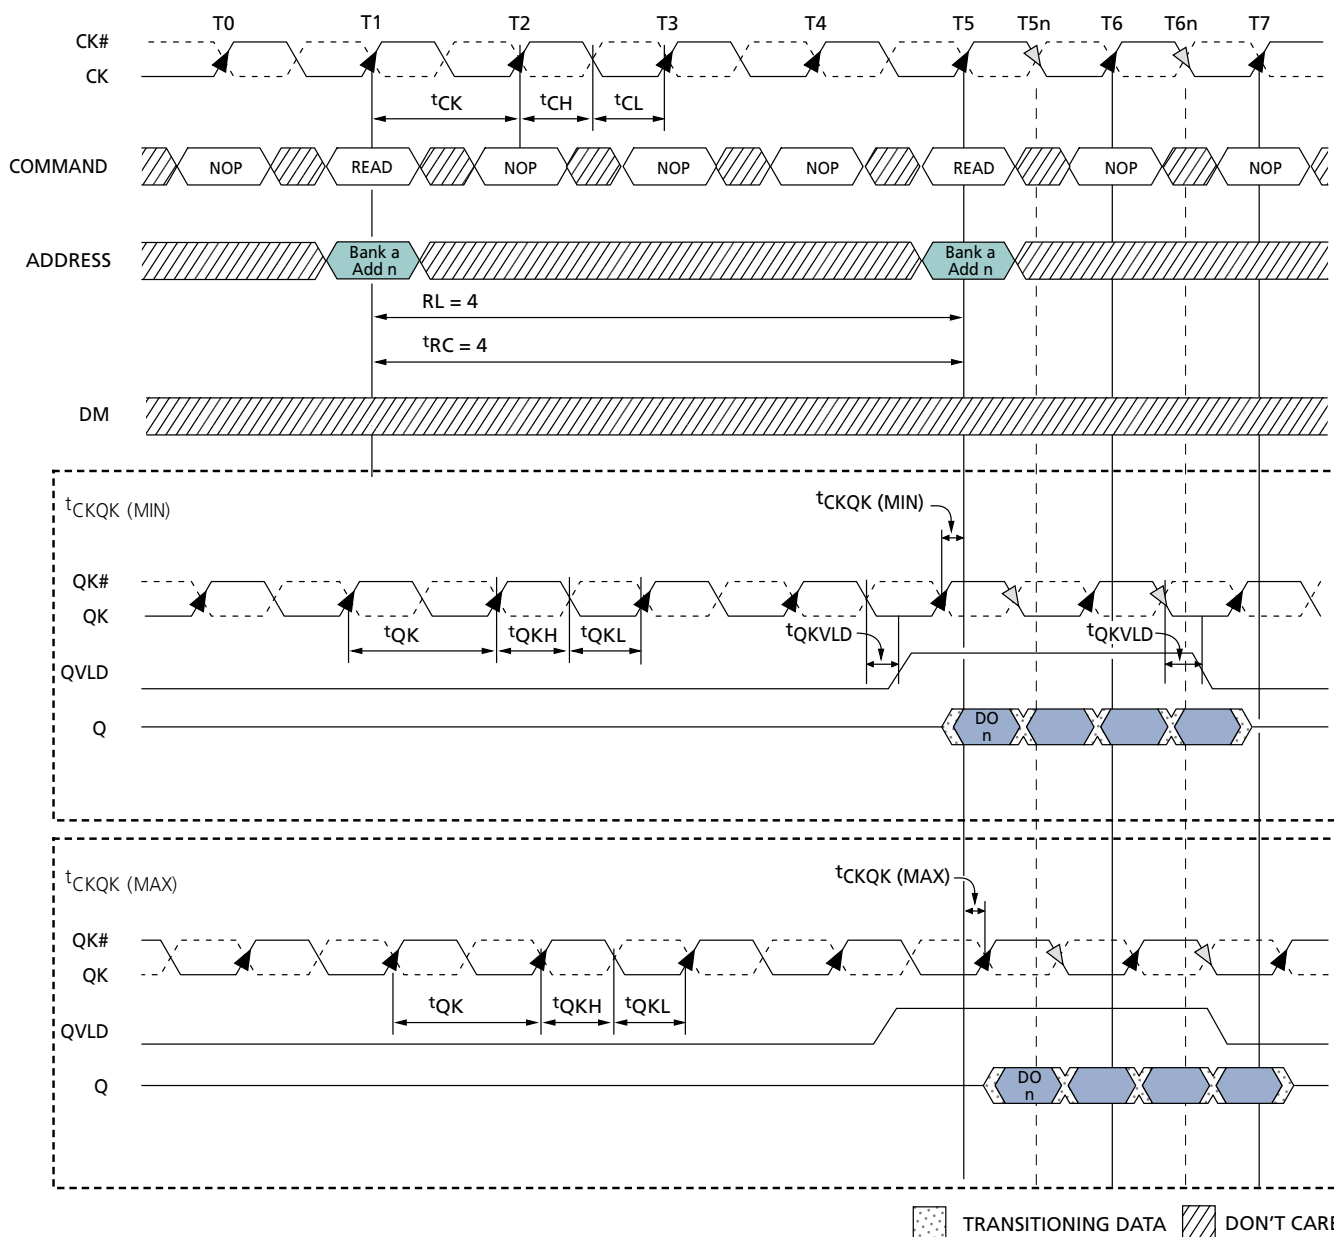 T0 T1 T2 T3 T4 T5 T5n T6 T6n T7
CK#
CK
tCK tCH tCL
COMMAND NOP READ NOP NOP NOP READ NOP NOP
ADDRESS Bank a Add n Bank a Add n
RL = 4
tRC = 4
DM
tCKQK (MIN)
tCKQK (MIN)
QK#
QK
tQK tQKH tQKL tQKVLD tQKVLD
QVLD
Q DO n
tCKQK (MAX)
tCKQK (MAX)
QK#
QK
tQK tQKH tQKL
QVLD
Q DO n
TRANSITIONING DATA DON'T CARE